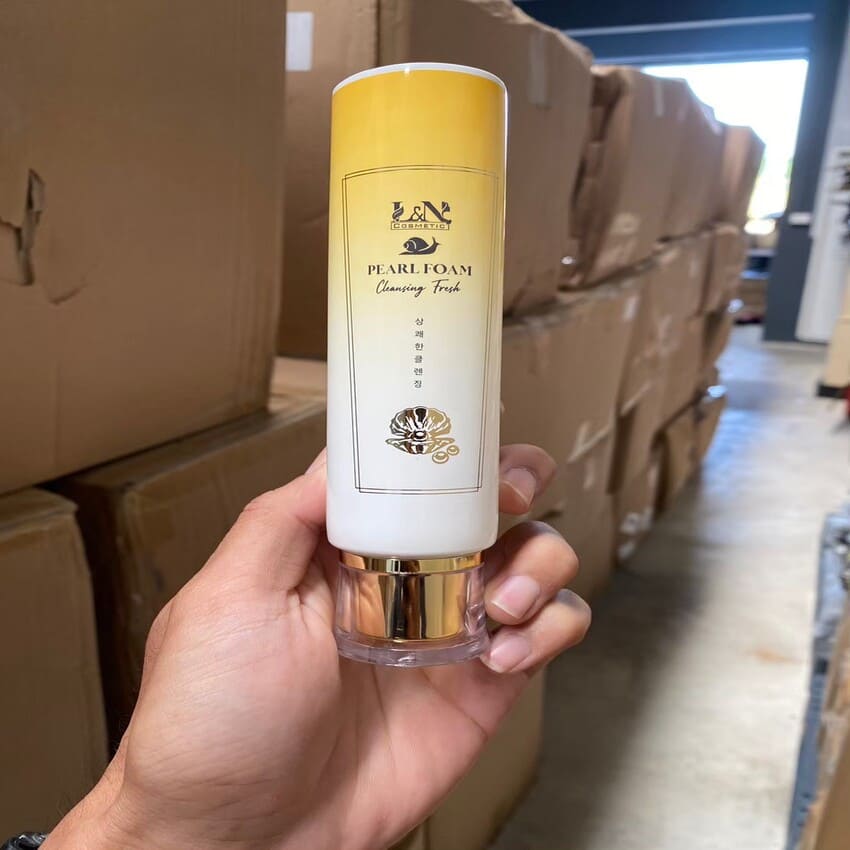 L&N
COSMETIC
PEARL FOAM
Cleansing Fresh
상쾌한클렌징